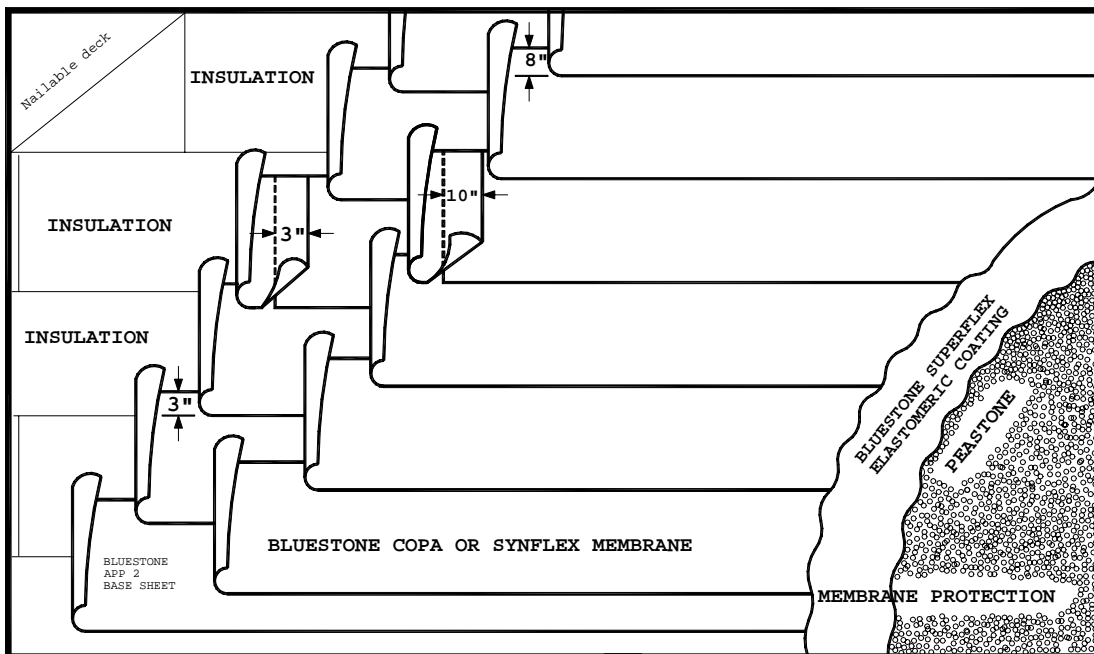 Nailable deck
INSULATION
8"
10"
INSULATION
3"
INSULATION
3"
BLUESTONE SUPERFLEX
ELASTOMERIC COATING
PEASTONE
BLUESTONE COPA OR SYNFLEX MEMBRANE
BLUESTONE
APP 2
BASE SHEET
MEMBRANE PROTECTION